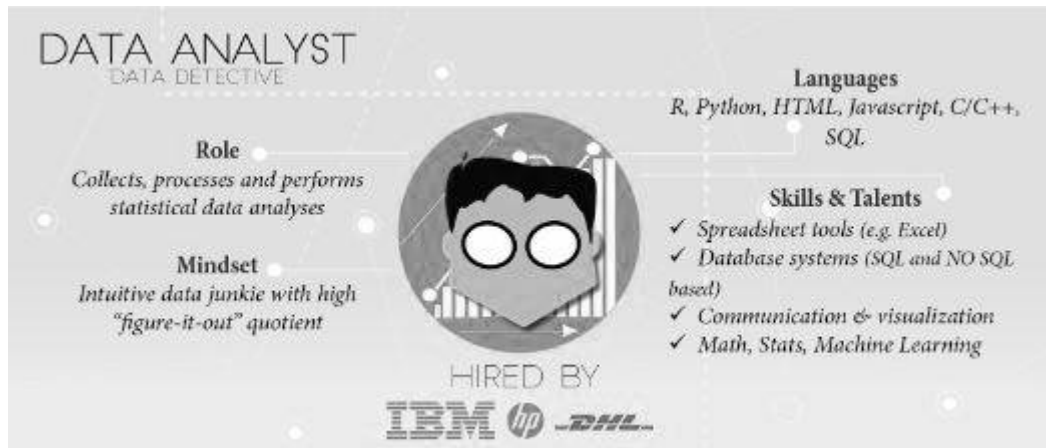 DATA ANALYST
DATA DETECTIVE
Role
Collects, processes and performs
statistical data analyses
Mindset
Intuitive data junkie with high
“figure-it-out” quotient
Languages
R, Python, HTML, Javascript, C/C++,
SQL
Skills & Talents
✓ Spreadsheet tools (e.g. Excel)
✓ Database systems (SQL and NO SQL
based)
✓ Communication & visualization
✓ Math, Stats, Machine Learning
HIRED BY
IBM hp DHL